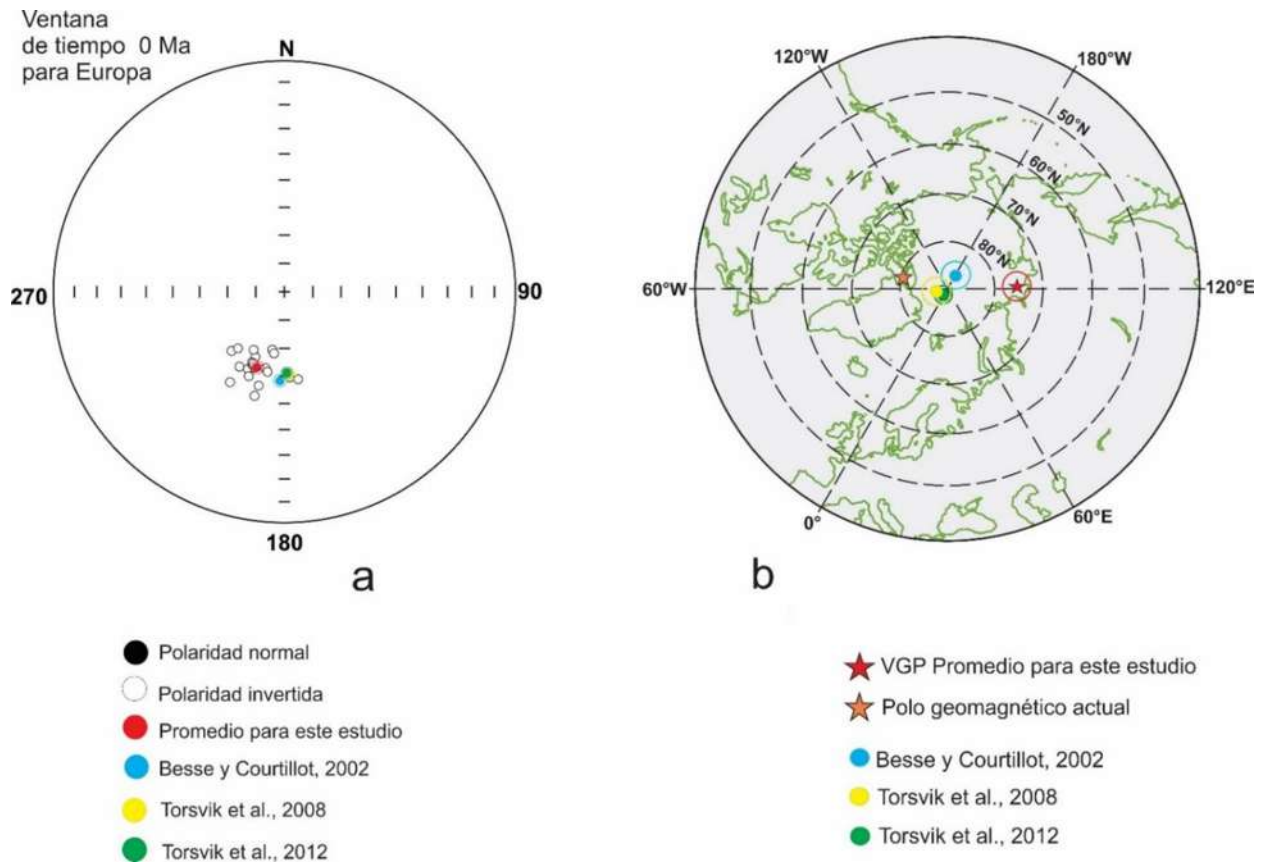 Ventana
de tiempo 0 Ma
para Europa
N
270
90
180
a
120°W
180°W
50°N
60°N
70°N
80°N
60°W
120°E
0°
60°E
b
Polaridad normal
Polaridad invertida
Promedio para este estudio
Besse y Courtillot, 2002
Torsvik et al., 2008
Torsvik et al., 2012
VGP Promedio para este estudio
Polo geomagnético actual
Besse y Courtillot, 2002
Torsvik et al., 2008
Torsvik et al., 2012